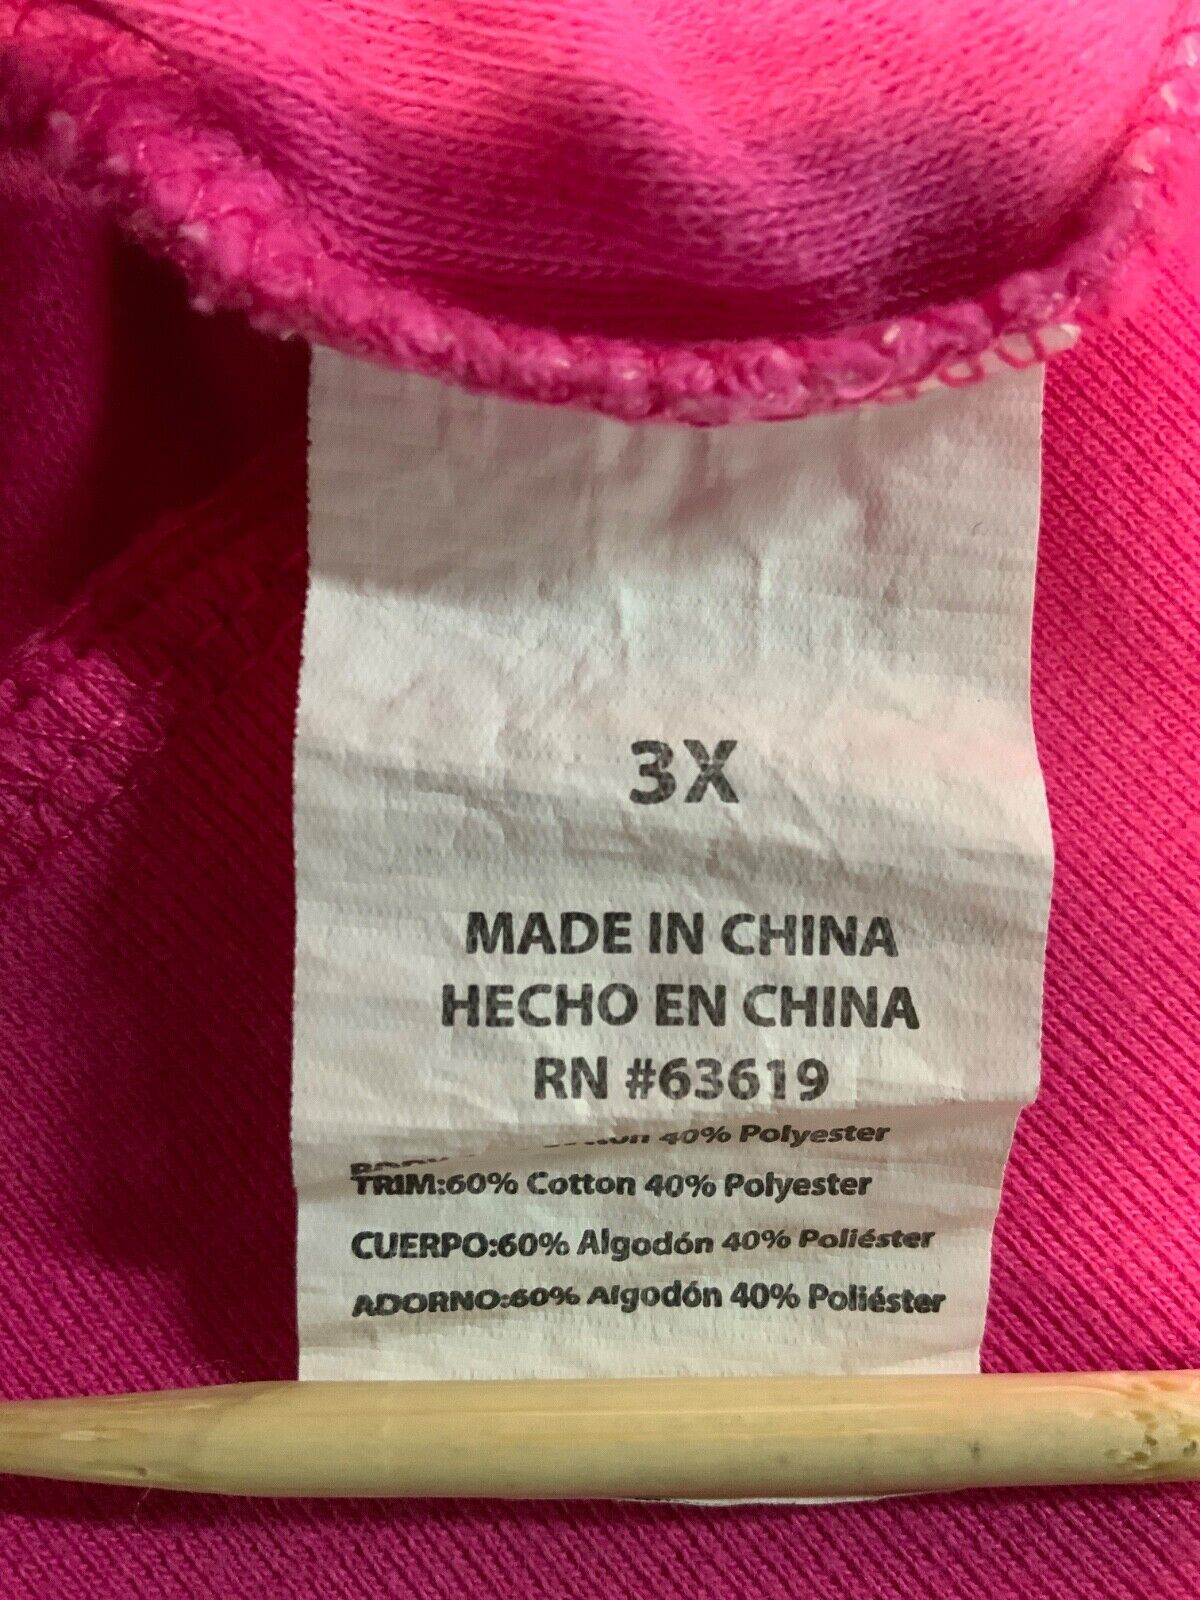 3X
MADE IN CHINA
HECHO EN CHINA
RN #63619
40% Polyester
TRIM:60% Cotton 40% Polyester
CUERPO:60% Algodón 40% Poliéster
ADORNO:60% Algodón 40% Poliéster